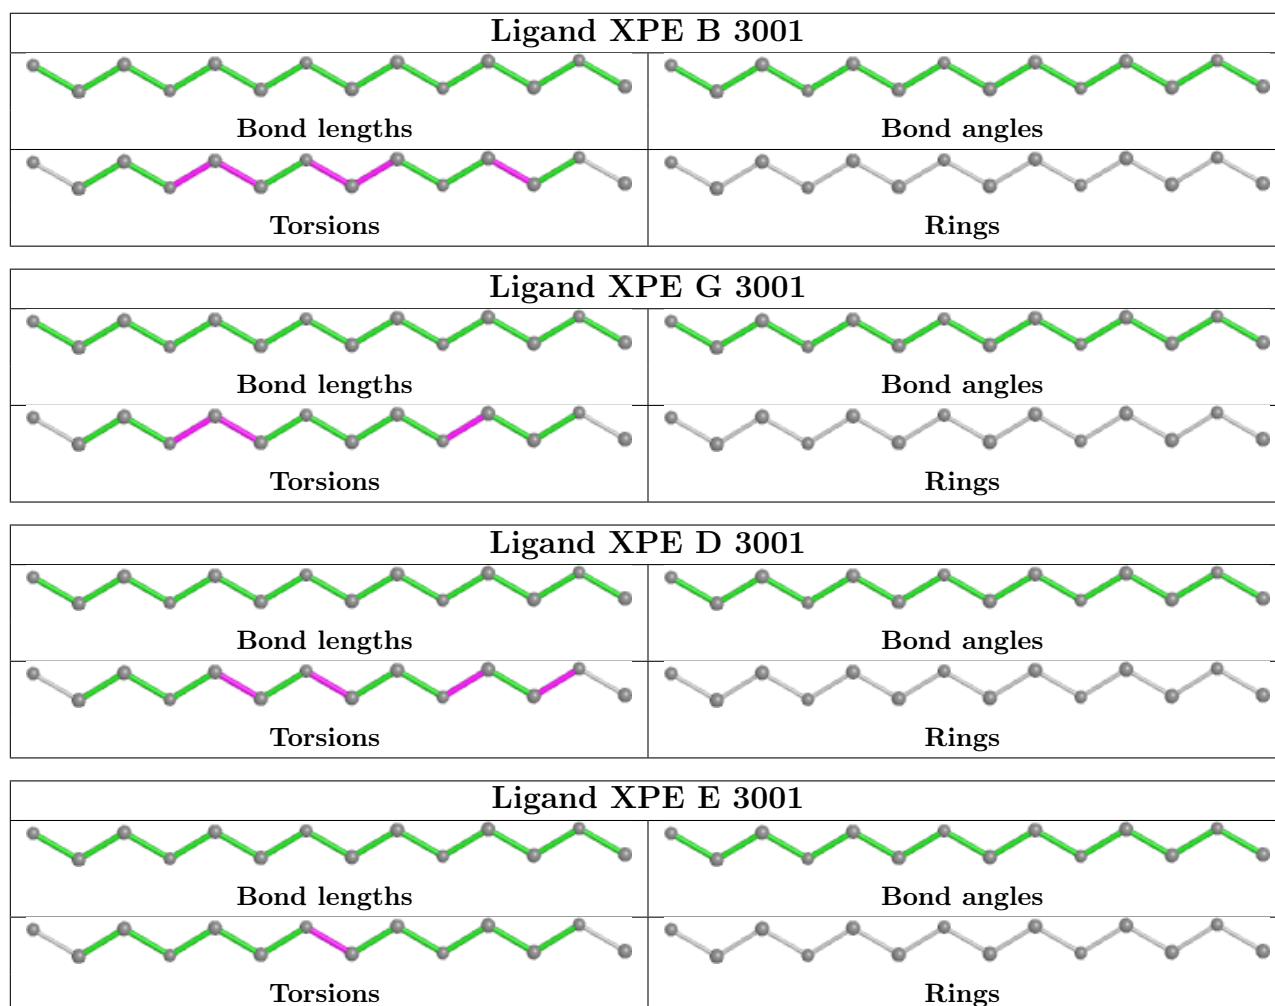 Ligand XPE B 3001
Bond lengths
Bond angles
Torsions
Rings
Ligand XPE G 3001
Bond lengths
Bond angles
Torsions
Rings
Ligand XPE D 3001
Bond lengths
Bond angles
Torsions
Rings
Ligand XPE E 3001
Bond lengths
Bond angles
Torsions
Rings